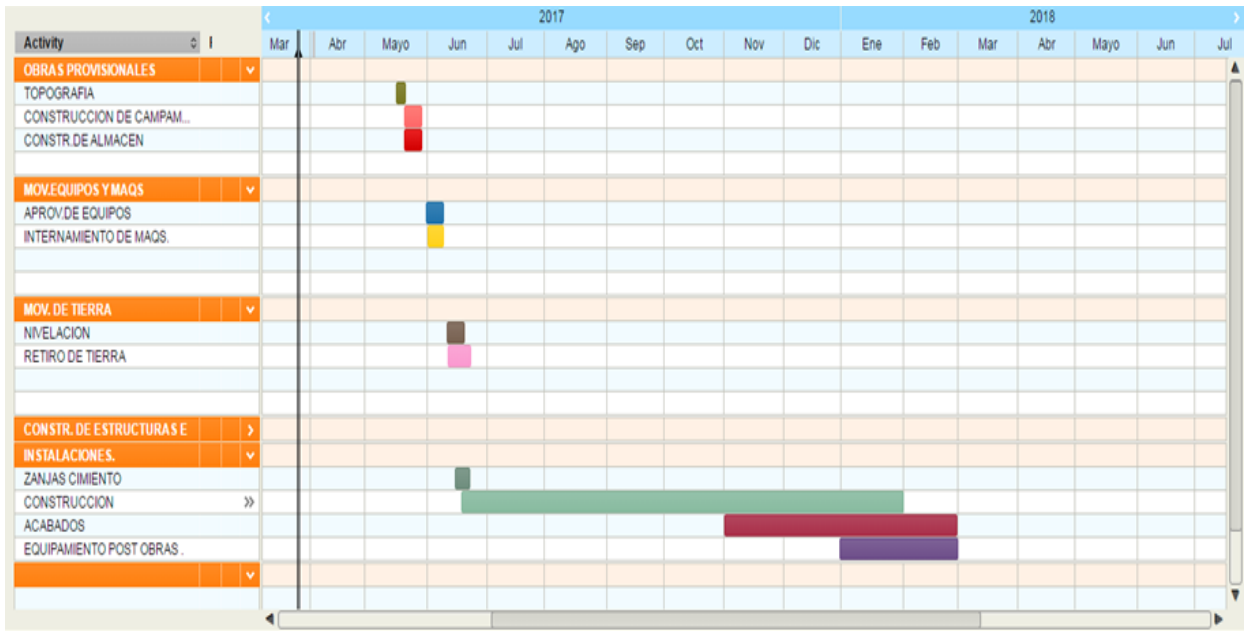 2017 2018
Activity Mar Abr Mayo Jun Jul Ago Sep Oct Nov Dic Ene Feb Mar Abr Mayo Jun Jul
OBRAS PROVISIONALES
TOPOGRAFIA
CONSTRUCCION DE CAMPAM...
CONSTR.DE ALMACEN
MOV.EQUIPOS Y MAQS
APROV.DE EQUIPOS
INTERNAMIENTO DE MAQS.
MOV. DE TIERRA
NIVELACION
RETIRO DE TIERRA
CONSTR. DE ESTRUCTURAS E
INSTALACIONES.
ZANJAS CIMIENTO
CONSTRUCCION
ACABADOS
EQUIPAMIENTO POST OBRAS .